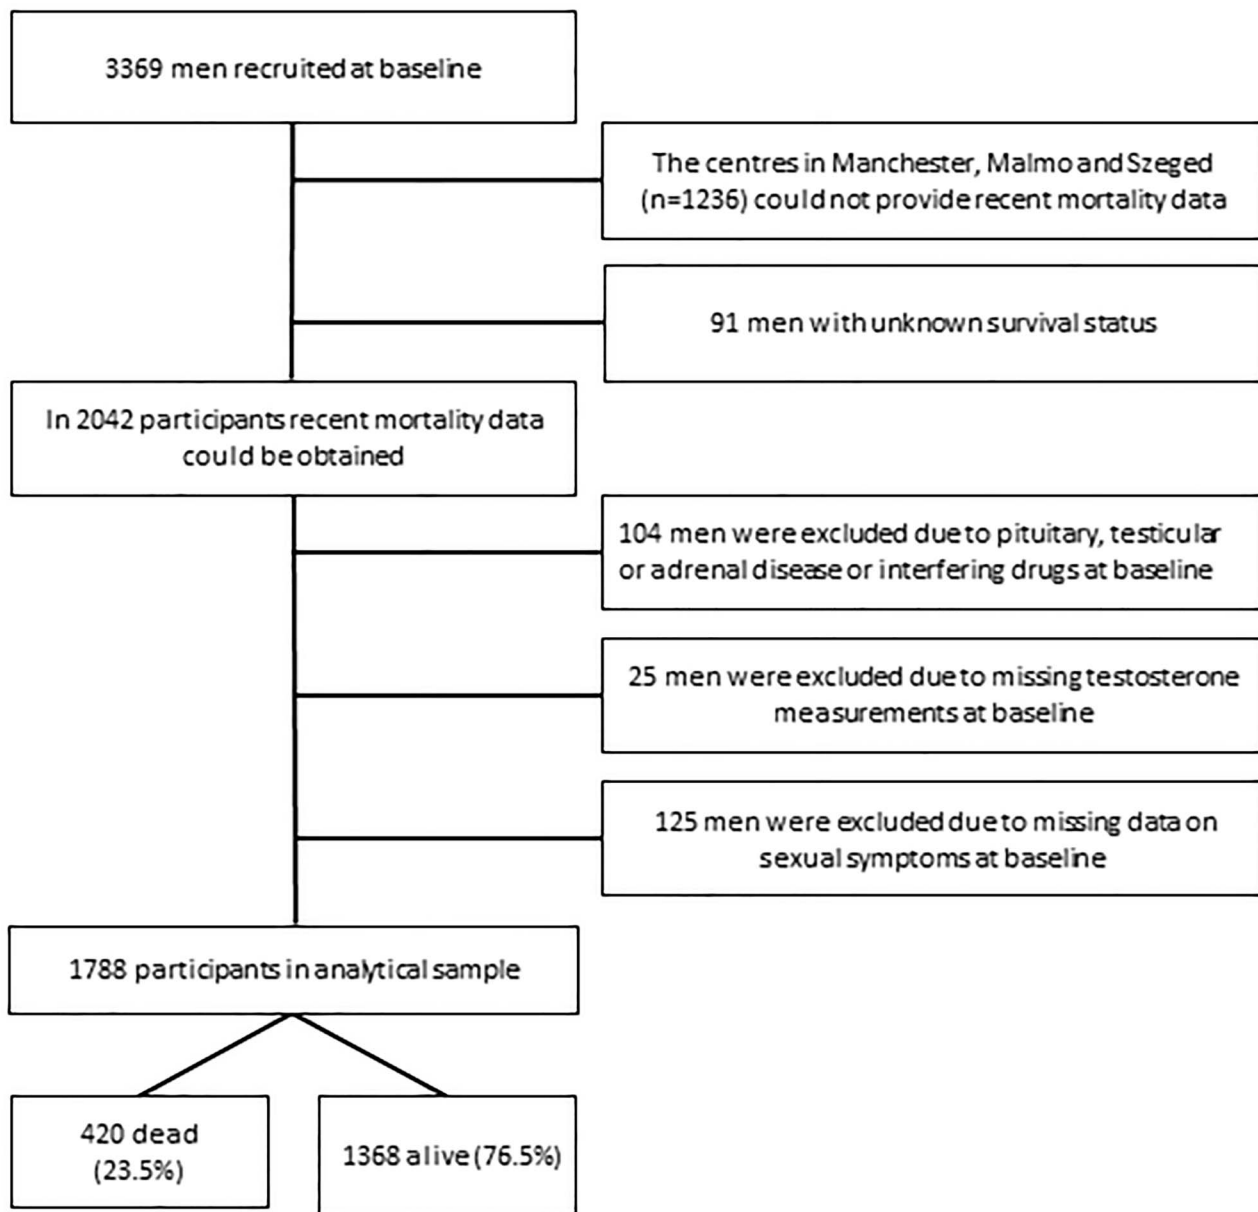 3369 men recruited at baseline
The centres in Manchester, Malmo and Szeged
(n=1236) could not provide recent mortality data
91 men with unknown survival status
In 2042 participants recent mortality data
could be obtained
104 men were excluded due to pituitary, testicular
or adrenal disease or interfering drugs at baseline
25 men were excluded due to missing testosterone
measurements at baseline
125 men were excluded due to missing data on
sexual symptoms at baseline
1788 participants in analytical sample
420 dead
(23.5%)
1368 alive (76.5%)